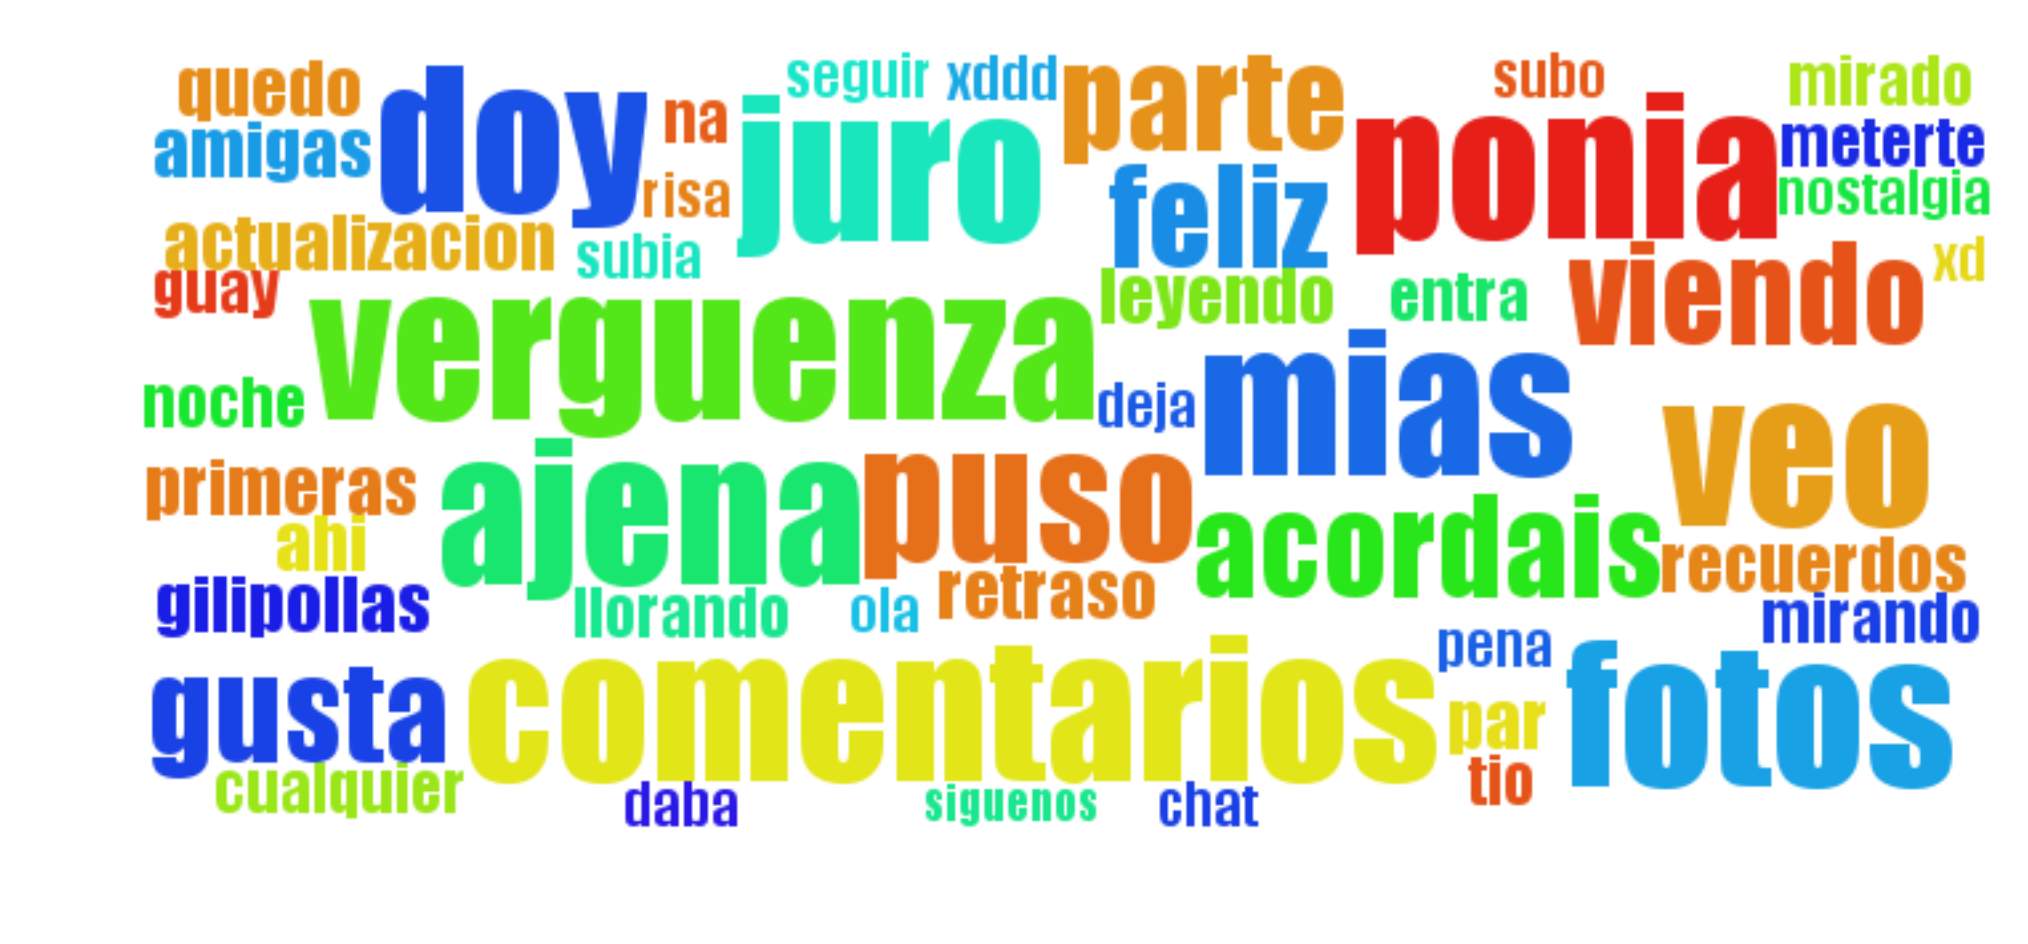 quedo
amigas
doy
na
risa
juro
seguir
xddd
parte
feliz
subo
ponia
mirado
meterte
nostalgia
actualizacion
guay
subia
verguenza
leyendo
entra
viendo
xd
noche
deja
mias
veo
primeras
ahi
ajena
puso
acordais
recuerdos
gilipollas
llorando
ola
retraso
mirando
gusta
comentarios
pena
par
tio
fotos
cualquier
daba
siguenos
chat